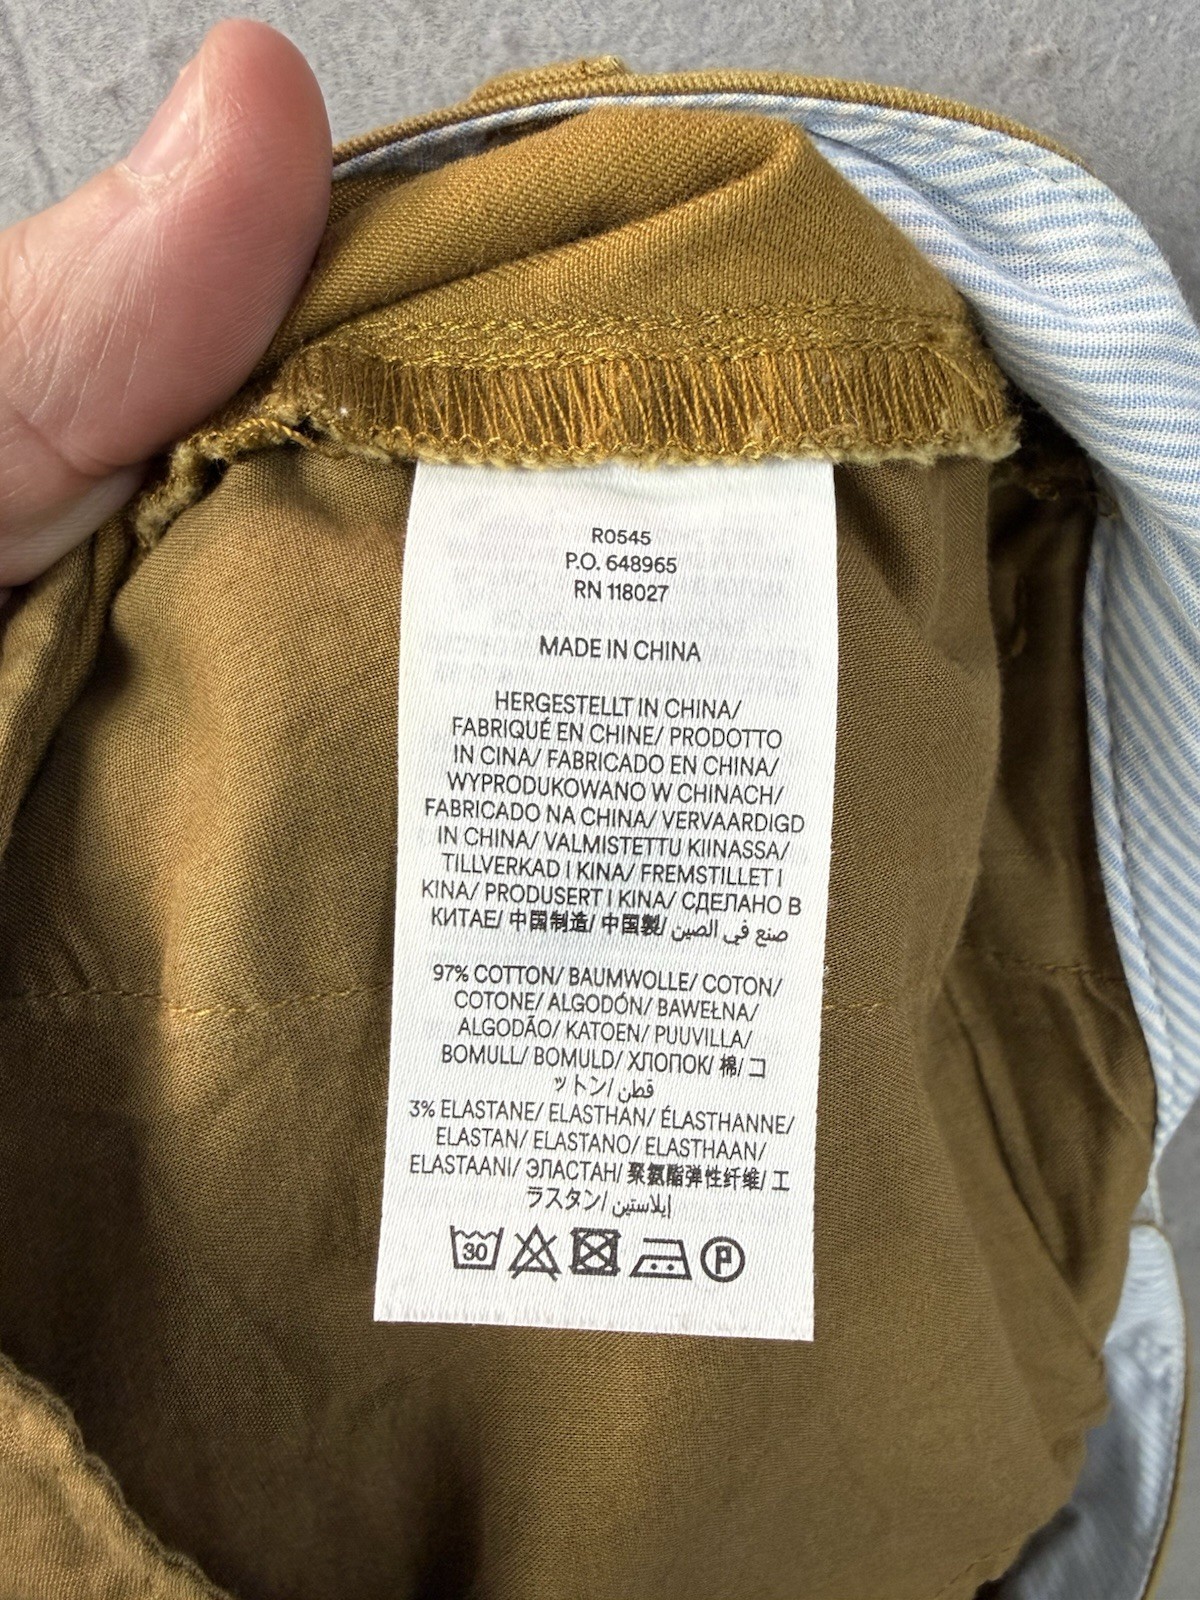 R0545
P.O. 648965
RN 118027
MADE IN CHINA
HERGESTELLT IN CHINA/
FABRIQUÉ EN CHINE/ PRODOTTO
IN CINA/ FABRICADO EN CHINA/
WYPRODUKOWANO W CHINACH/
FABRICADO NA CHINA/ VERVAARDIGD
IN CHINA/ VALMISTETTU KIINASSA/
TILLVERKAD I KINA/ FREMSTILLET I
KINA/ PRODUSERT I KINA/ СДЕЛАНО В
КИТАЕ/ 中国制造/ 中国製/ صنع في الصين
97% COTTON/ BAUMWOLLE/ COTON/
COTONE/ ALGODÓN/ BAWEŁNA/
ALGODÃO/ KATOEN/ PUUVILLA/
BOMULL/ BOMULD/ ХЛОПОК/ 棉/ コ
ットン/ قطن
3% ELASTANE/ ELASTHAN/ ÉLASTHANNE/
ELASTAN/ ELASTANO/ ELASTHAAN/
ELASTAANI/ ЭЛАСТАН/ 聚氨酯弹性纤维/ エ
ラスタン/ إيلاستين
30 P